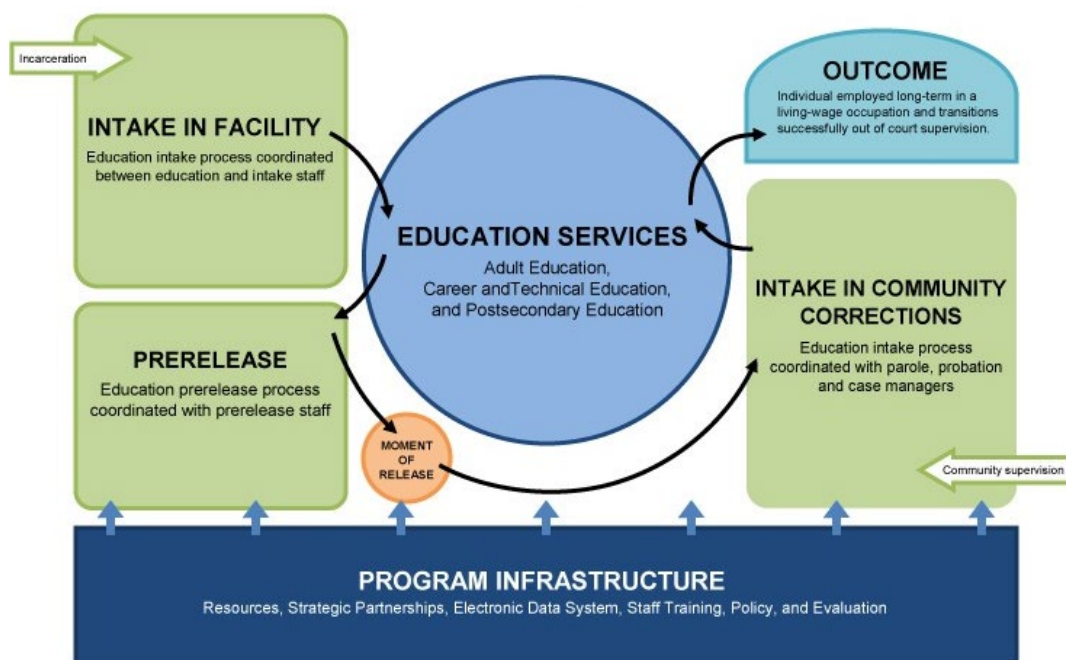 Incarceration
INTAKE IN FACILITY
Education intake process coordinated
between education and intake staff
OUTCOME
Individual employed long-term in a
living-wage occupation and transitions
successfully out of court supervision.
EDUCATION SERVICES
Adult Education,
Career andTechnical Education,
and Postsecondary Education
INTAKE IN COMMUNITY
CORRECTIONS
Education intake process
coordinated with parole, probation
and case managers
PRERELEASE
Education prerelease process
coordinated with prerelease staff
MOMENT
OF
RELEASE
Community supervision
PROGRAM INFRASTRUCTURE
Resources, Strategic Partnerships, Electronic Data System, Staff Training, Policy, and Evaluation